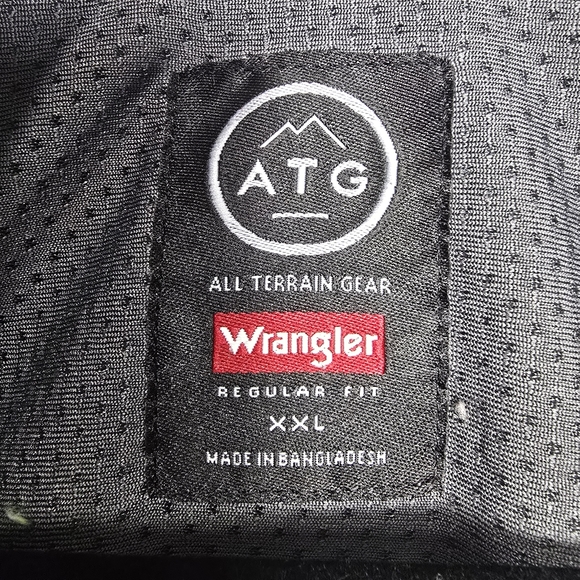 ATG
ALL TERRAIN GEAR
Wrangler
REGULAR FIT
XXL
MADE IN BANGLADESH